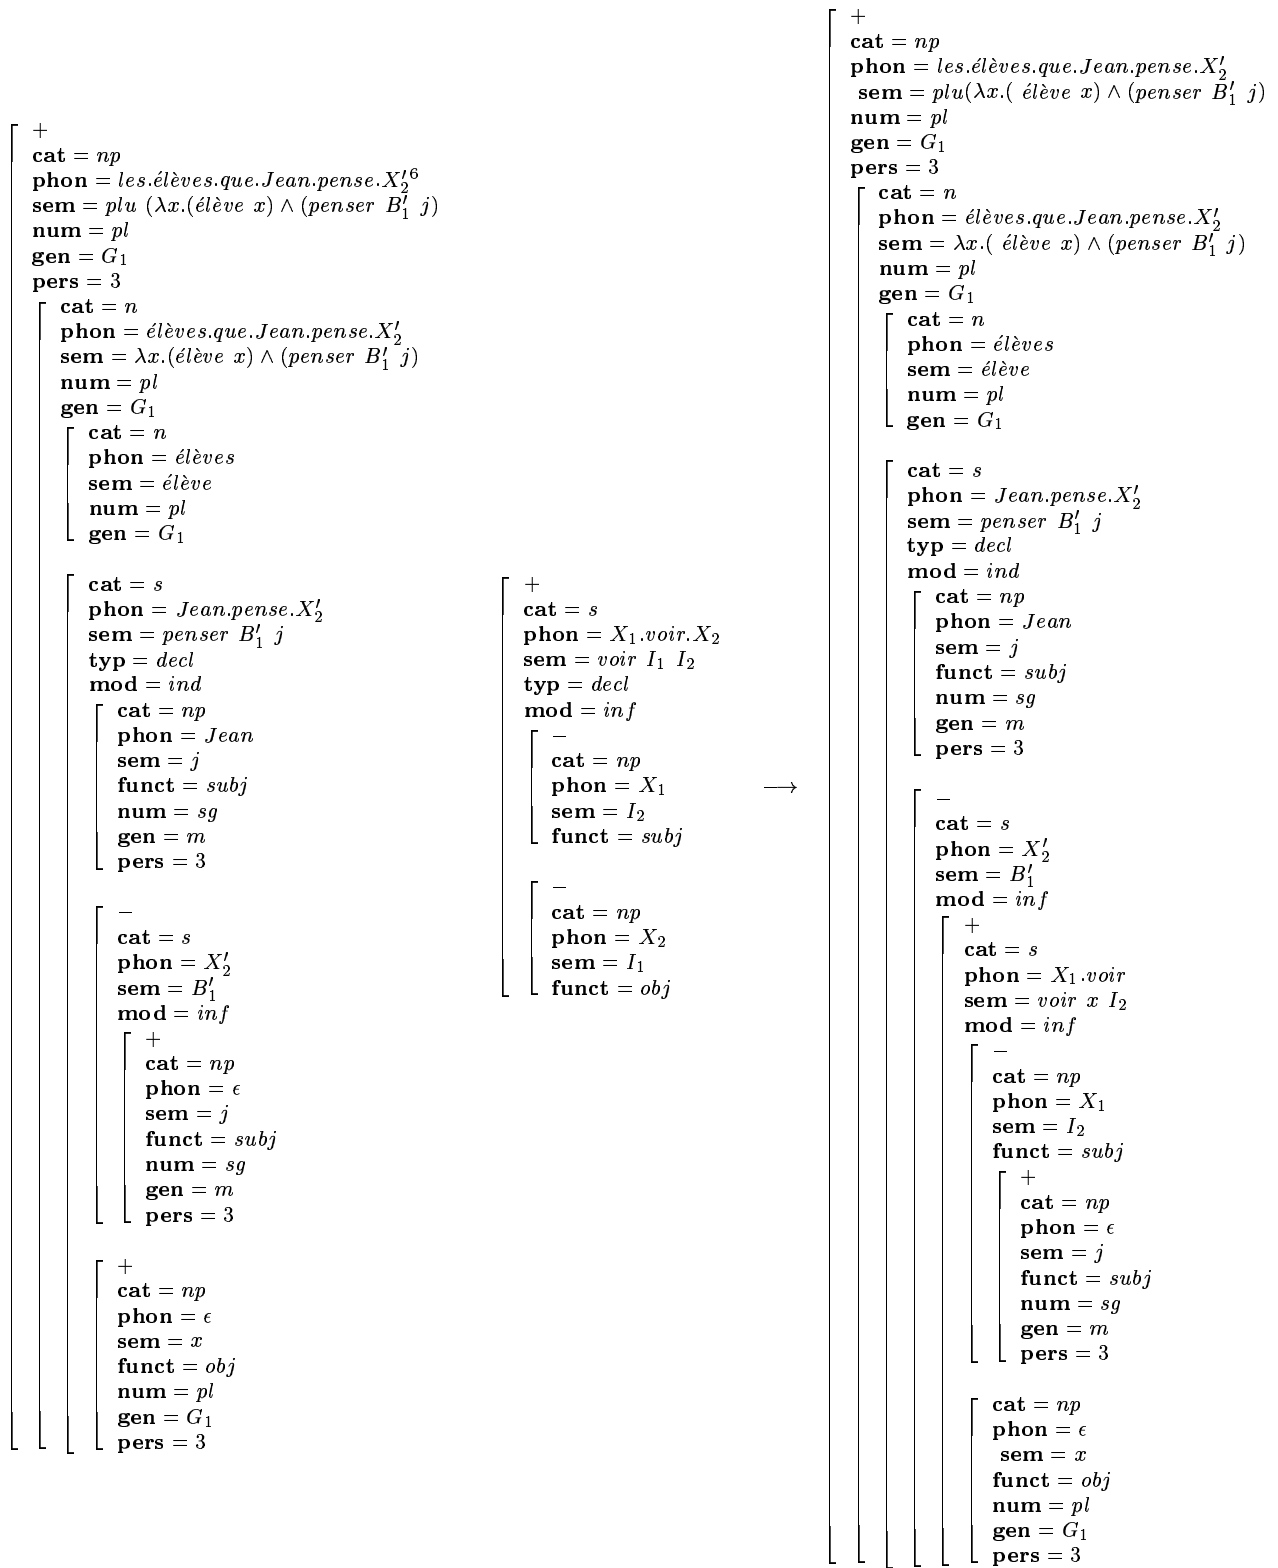 +
cat = np
phon = les.élèves.que.Jean.pense.X′₂⁶
sem = plu (λx.(élève x) ∧ (penser B′₁ j)
num = pl
gen = G₁
pers = 3
cat = n
phon = élèves.que.Jean.pense.X′₂
sem = λx.(élève x) ∧ (penser B′₁ j)
num = pl
gen = G₁
cat = n
phon = élèves
sem = élève
num = pl
gen = G₁
cat = s
phon = Jean.pense.X′₂
sem = penser B′₁ j
typ = decl
mod = ind
cat = np
phon = Jean
sem = j
funct = subj
num = sg
gen = m
pers = 3
−
cat = s
phon = X′₂
sem = B′₁
mod = inf
+
cat = np
phon = ϵ
sem = j
funct = subj
num = sg
gen = m
pers = 3
+
cat = np
phon = ϵ
sem = x
funct = obj
num = pl
gen = G₁
pers = 3
+
cat = s
phon = X₁.voir.X₂
sem = voir I₁ I₂
typ = decl
mod = inf
−
cat = np
phon = X₁
sem = I₂
funct = subj
−
cat = np
phon = X₂
sem = I₁
funct = obj
⟶
+
cat = np
phon = les.élèves.que.Jean.pense.X′₂
sem = plu(λx.( élève x) ∧ (penser B′₁ j)
num = pl
gen = G₁
pers = 3
cat = n
phon = élèves.que.Jean.pense.X′₂
sem = λx.( élève x) ∧ (penser B′₁ j)
num = pl
gen = G₁
cat = n
phon = élèves
sem = élève
num = pl
gen = G₁
cat = s
phon = Jean.pense.X′₂
sem = penser B′₁ j
typ = decl
mod = ind
cat = np
phon = Jean
sem = j
funct = subj
num = sg
gen = m
pers = 3
−
cat = s
phon = X′₂
sem = B′₁
mod = inf
+
cat = s
phon = X₁.voir
sem = voir x I₂
mod = inf
−
cat = np
phon = X₁
sem = I₂
funct = subj
+
cat = np
phon = ϵ
sem = j
funct = subj
num = sg
gen = m
pers = 3
cat = np
phon = ϵ
sem = x
funct = obj
num = pl
gen = G₁
pers = 3